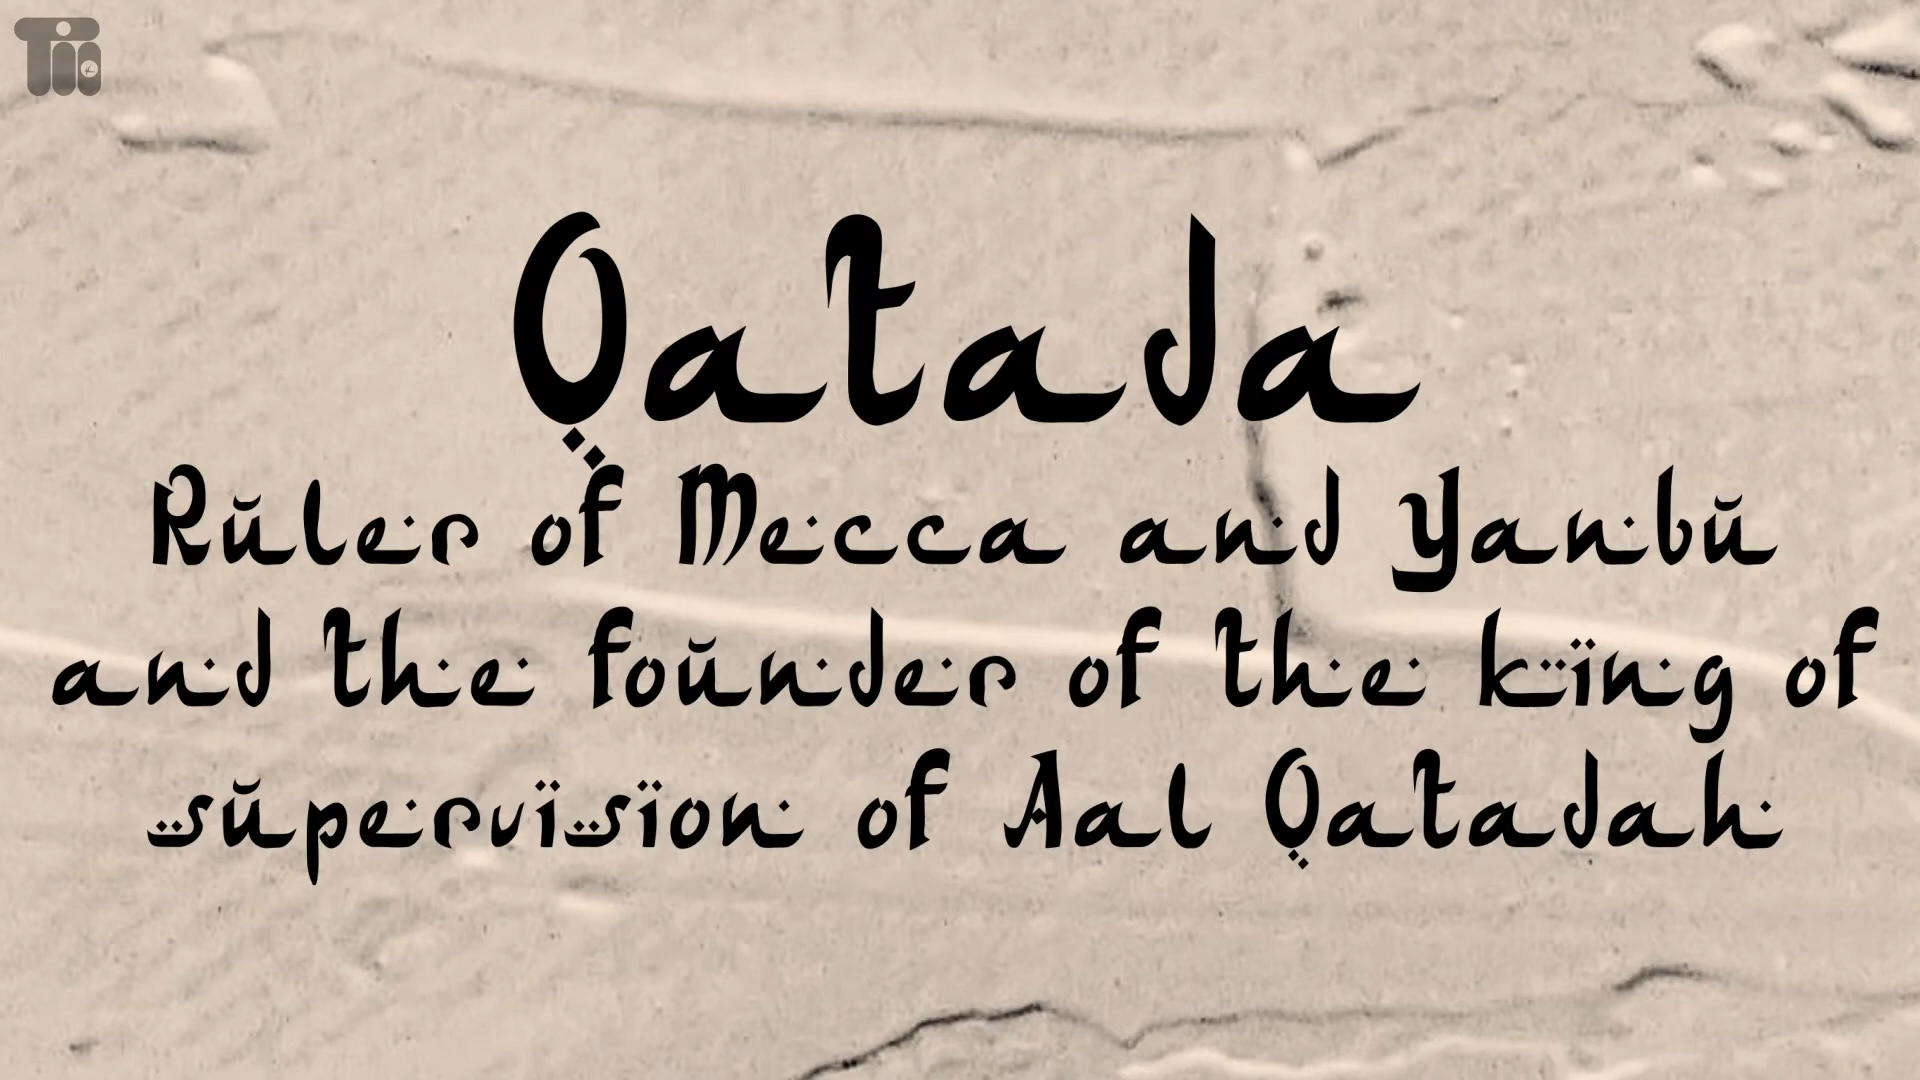 Qatada
Ruler of Mecca and Yanbu
and the founder of the king of
supervision of Aal Qatadah